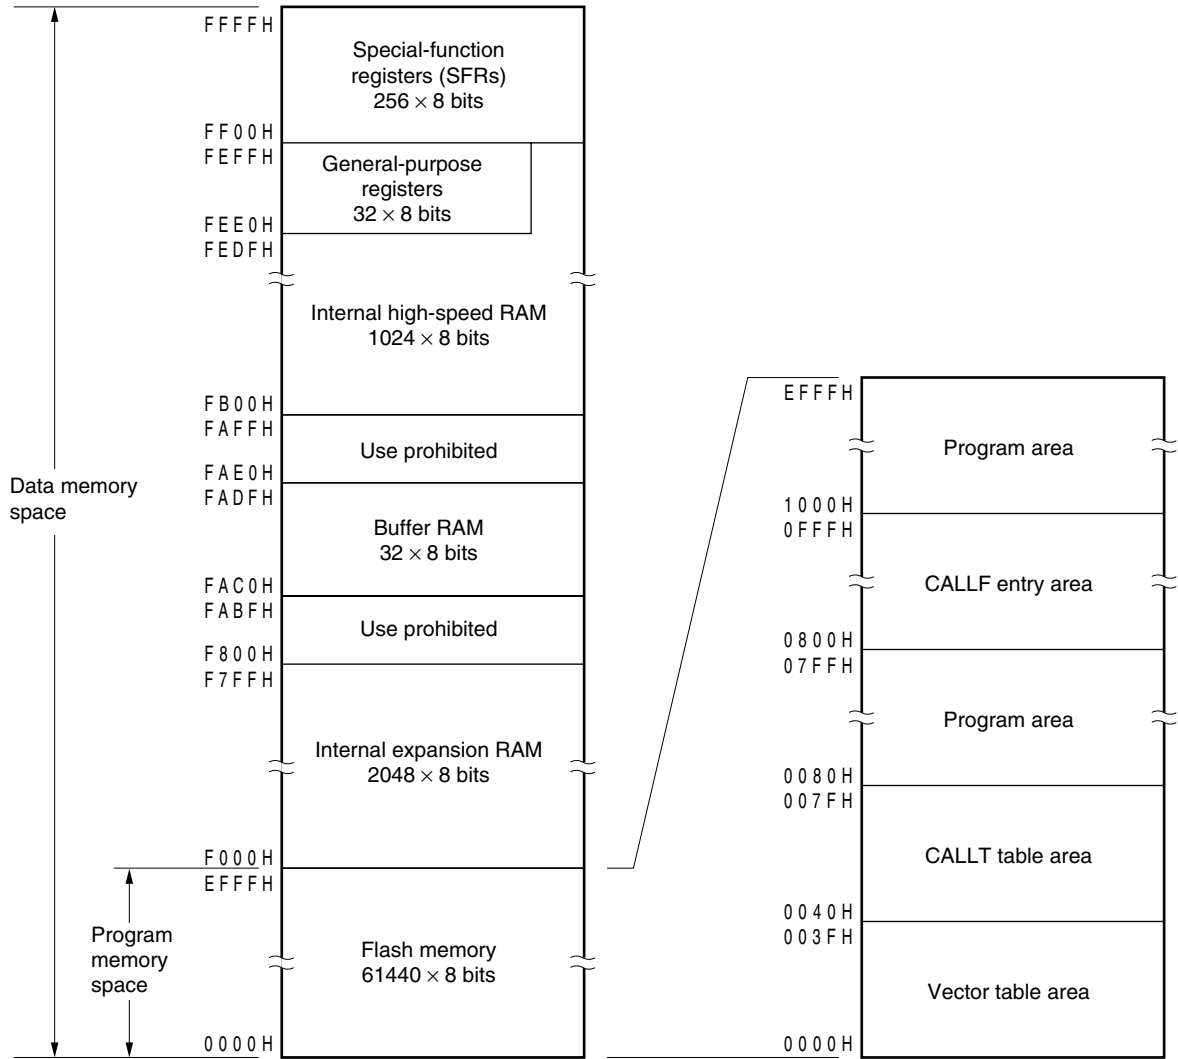 FFFFH
Special-function
registers (SFRs)
256 × 8 bits
FF00H
FEFFH
General-purpose
registers
32 × 8 bits
FEE0H
FEDFH
Internal high-speed RAM
1024 × 8 bits
FB00H
FAFFH
Use prohibited
FAE0H
FADFH
Data memory
space
Buffer RAM
32 × 8 bits
FAC0H
FABFH
Use prohibited
F800H
F7FFH
Internal expansion RAM
2048 × 8 bits
F000H
EFFFH
Program
memory
space
Flash memory
61440 × 8 bits
0000H
EFFFH
Program area
1000H
0FFFH
CALLF entry area
0800H
07FFH
Program area
0080H
007FH
CALLT table area
0040H
003FH
Vector table area
0000H